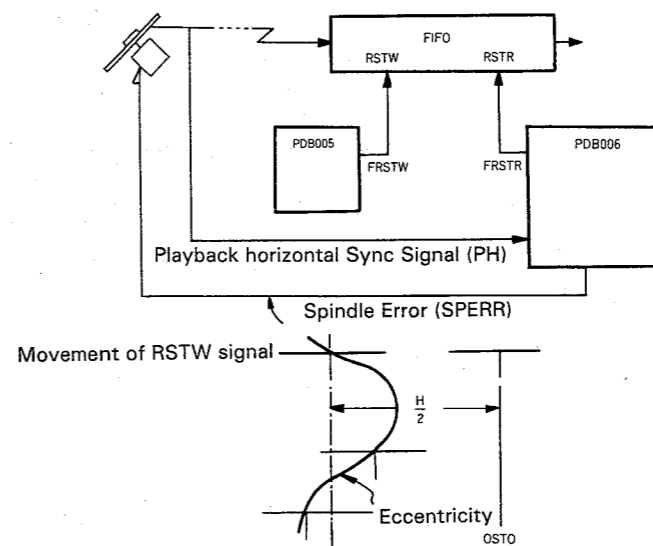 FIFO
RSTW
RSTR
PDB005
PDB006
FRSTW
FRSTR
Playback horizontal Sync Signal (PH)
Spindle Error (SPERR)
Movement of RSTW signal
H
2
Eccentricity
OSTO